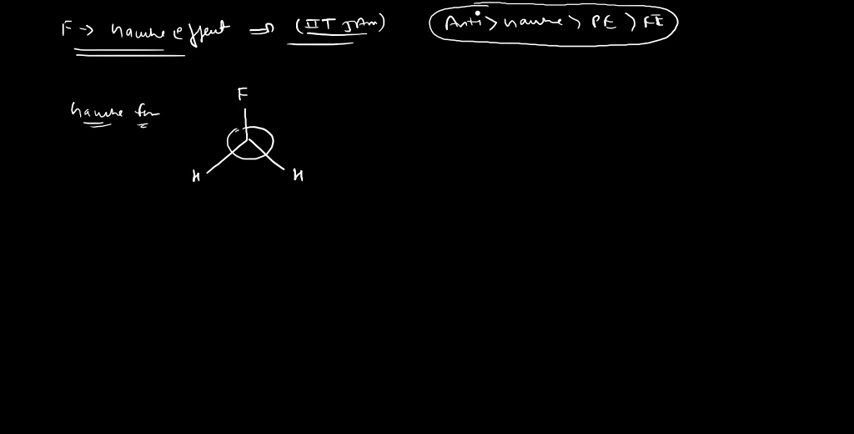 F → Gauche effect ⇒ (IIT JAM) Anti > Gauche > PE > FE
Gauche for
F
H H